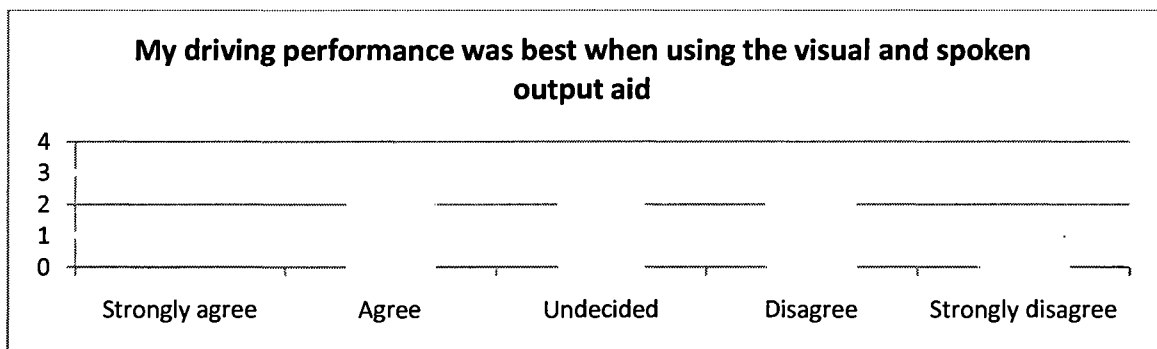 My driving performance was best when using the visual and spoken
output aid
4
3
2
1
0
Strongly agree Agree Undecided Disagree Strongly disagree